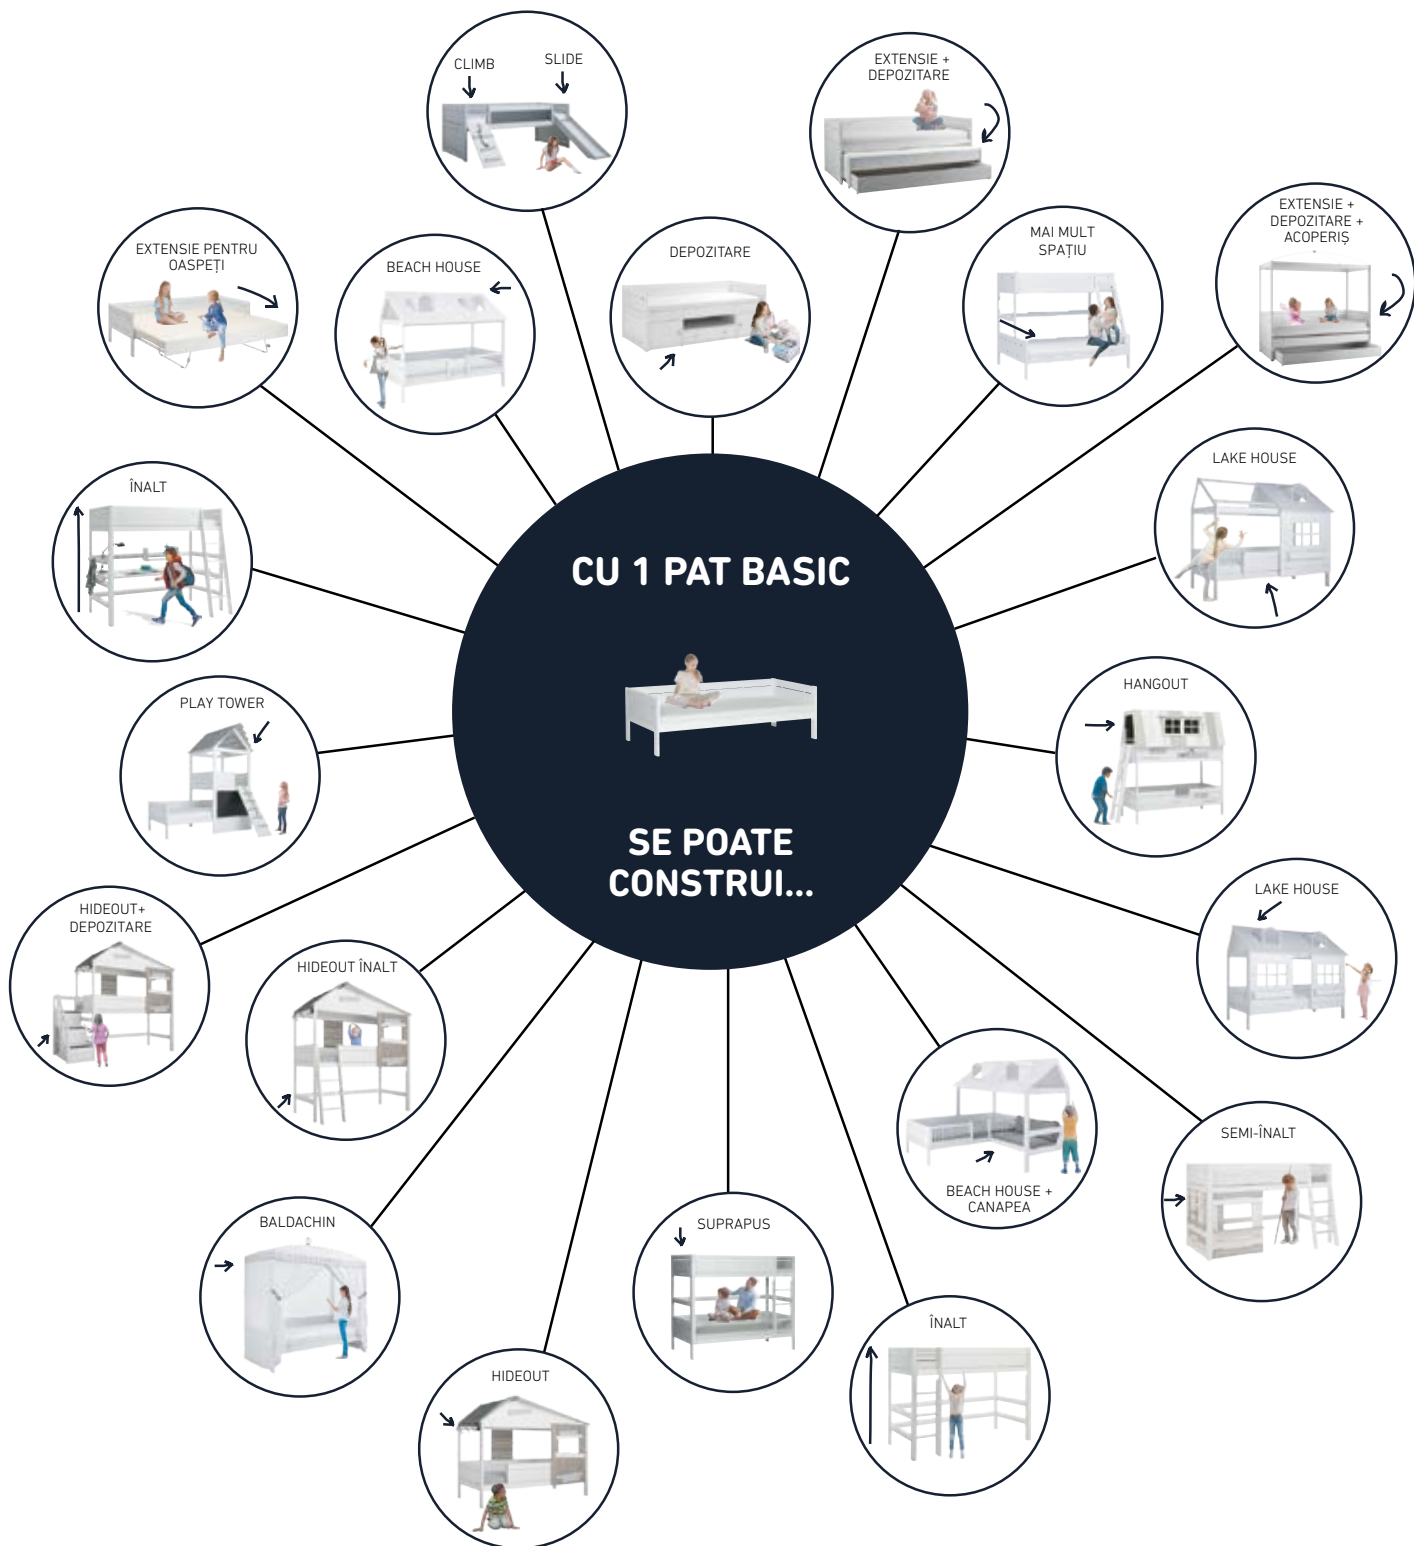 CLIMB
SLIDE
EXTENSIE +
DEPOZITARE
EXTENSIE +
DEPOZITARE +
ACOPERIȘ
EXTENSIE PENTRU
OASPEȚI
BEACH HOUSE
DEPOZITARE
MAI MULT
SPAȚIU
ÎNALT
LAKE HOUSE
CU 1 PAT BASIC
PLAY TOWER
HANGOUT
SE POATE
CONSTRUI...
HIDEOUT+
DEPOZITARE
LAKE HOUSE
HIDEOUT ÎNALT
SEMI-ÎNALT
BEACH HOUSE +
CANAPEA
BALDACHIN
SUPRAPUS
ÎNALT
HIDEOUT